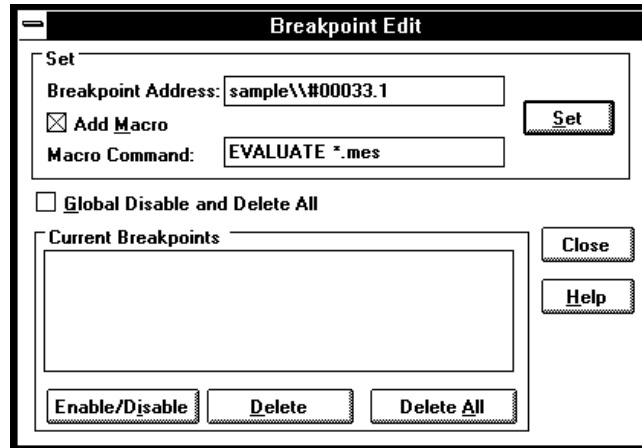 Breakpoint Edit
Set
Breakpoint Address: sample\\#00033.1
Add Macro
Set
Macro Command: EVALUATE *.mes
Global Disable and Delete All
Current Breakpoints
Close
Help
Enable/Disable Delete Delete All